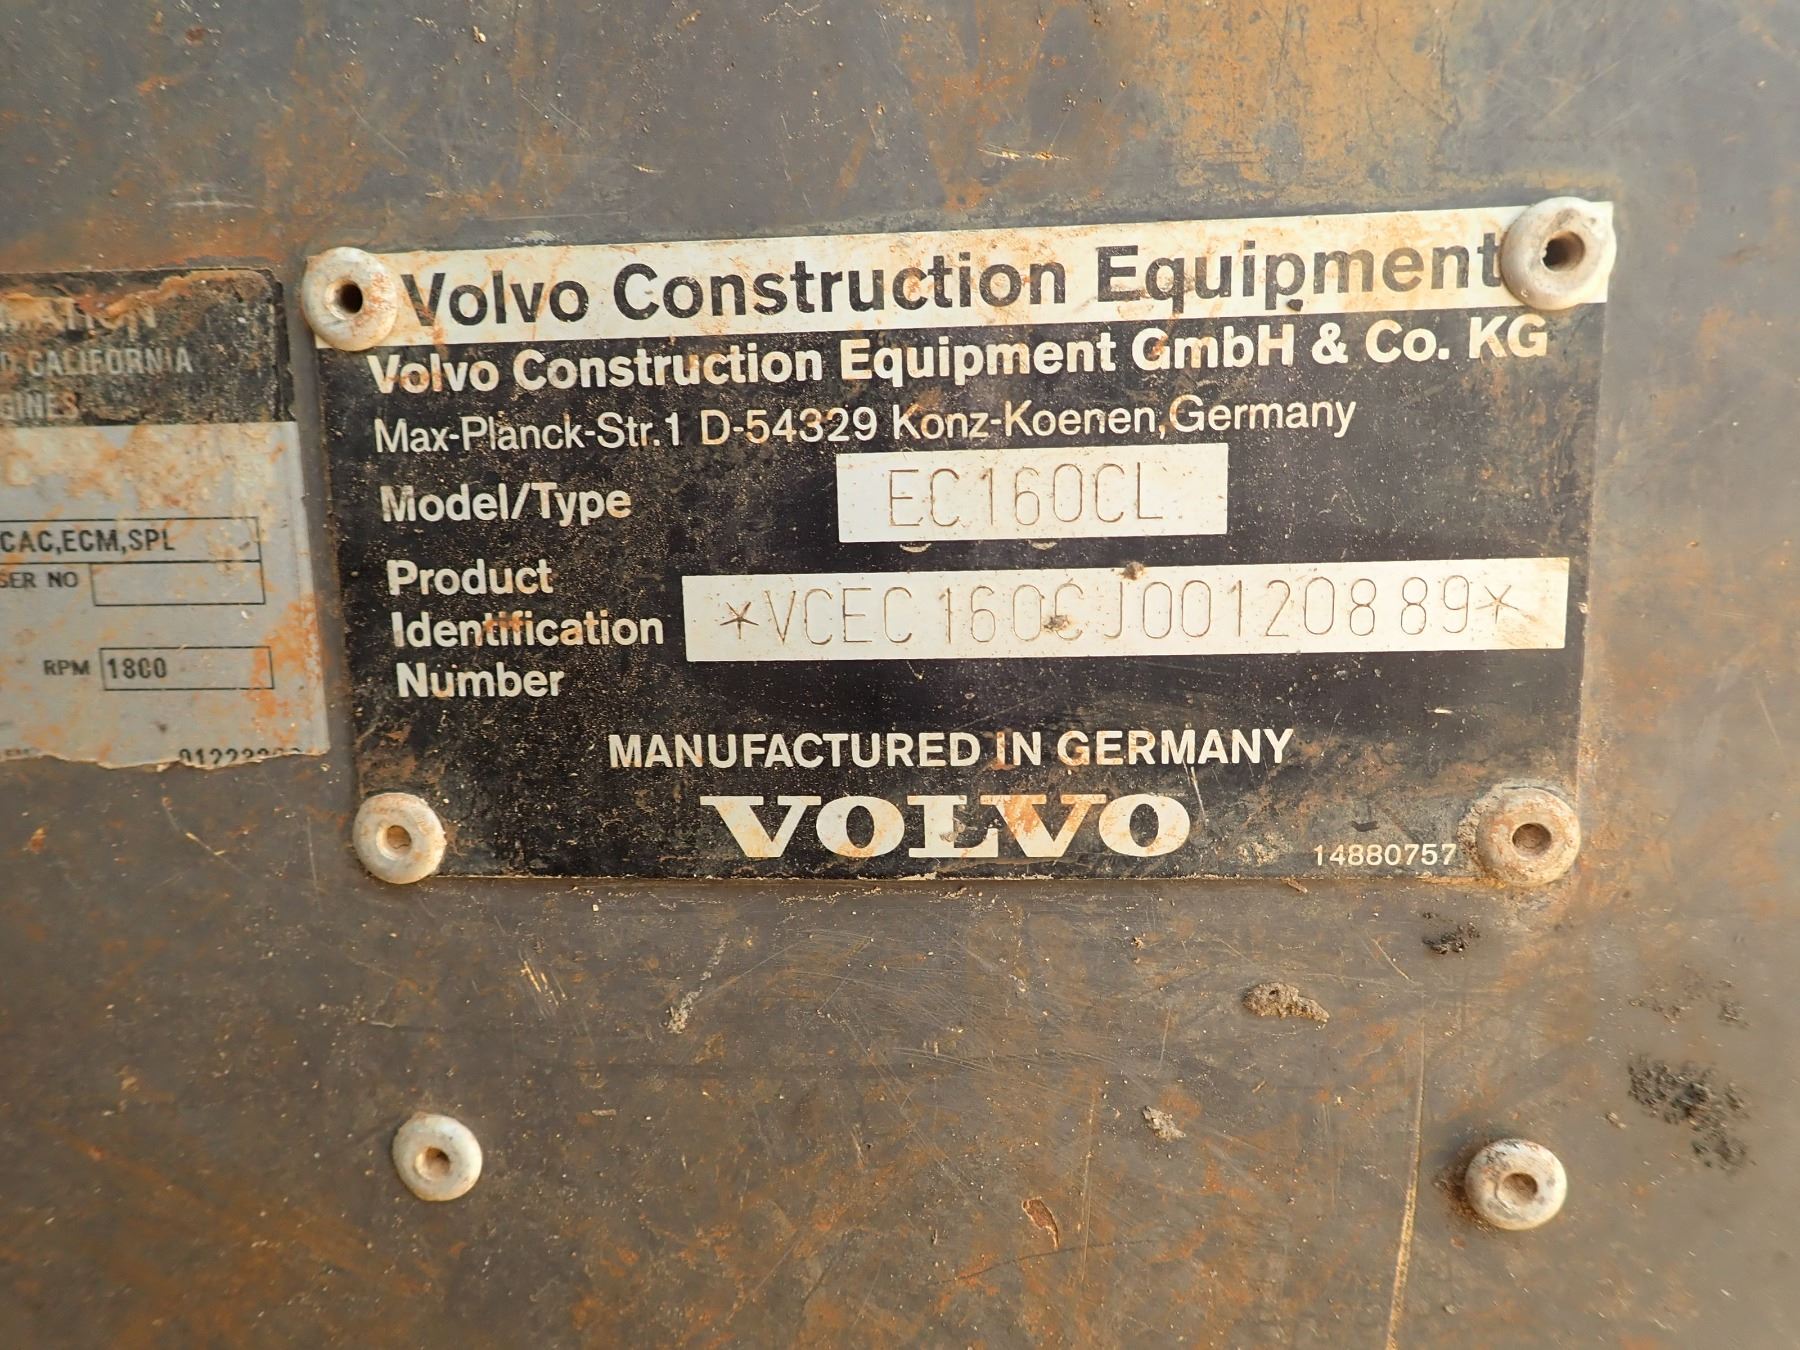 Volvo Construction Equipment
Volvo Construction Equipment GmbH & Co. KG
Max-Planck-Str.1 D-54329 Konz-Koenen, Germany
Model/Type EC160CL
Product
Identification
Number
*VCEC160CJ00120889*
MANUFACTURED IN GERMANY
VOLVO
14880757
CALIFORNIA
CAC,ECM,SPL
SER NO
RPM 1800